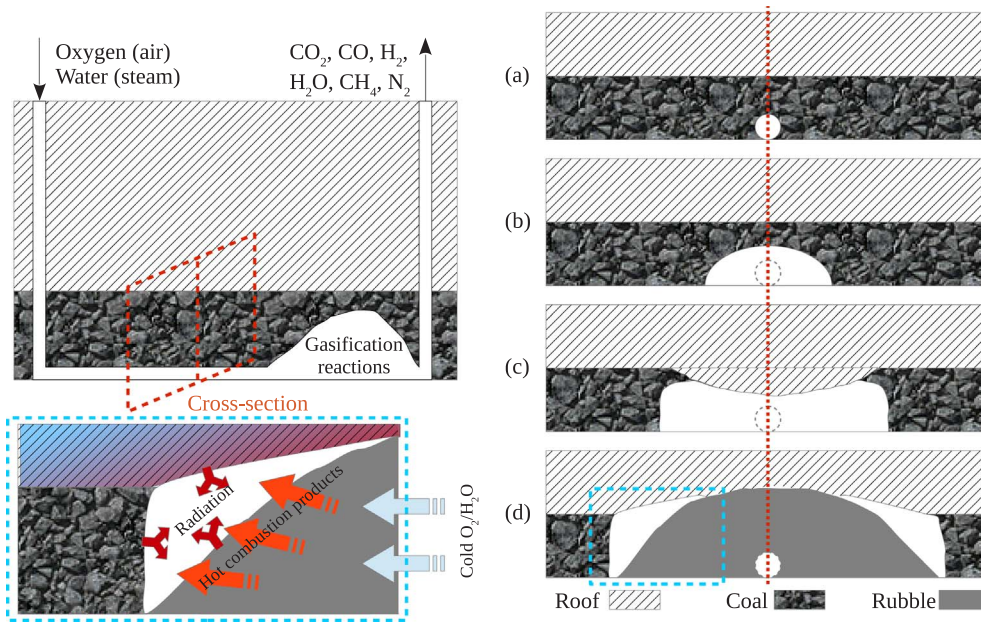 Oxygen (air)
Water (steam)
CO₂, CO, H₂,
H₂O, CH₄, N₂
Gasification
reactions
Cross-section
Radiation
Hot combustion products
Cold O₂/H₂O
(a)
(b)
(c)
(d)
Roof
Coal
Rubble